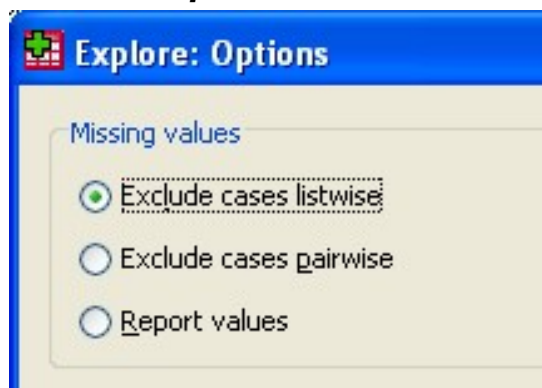 Explore: Options
Missing values
Exclude cases listwise
Exclude cases pairwise
Report values